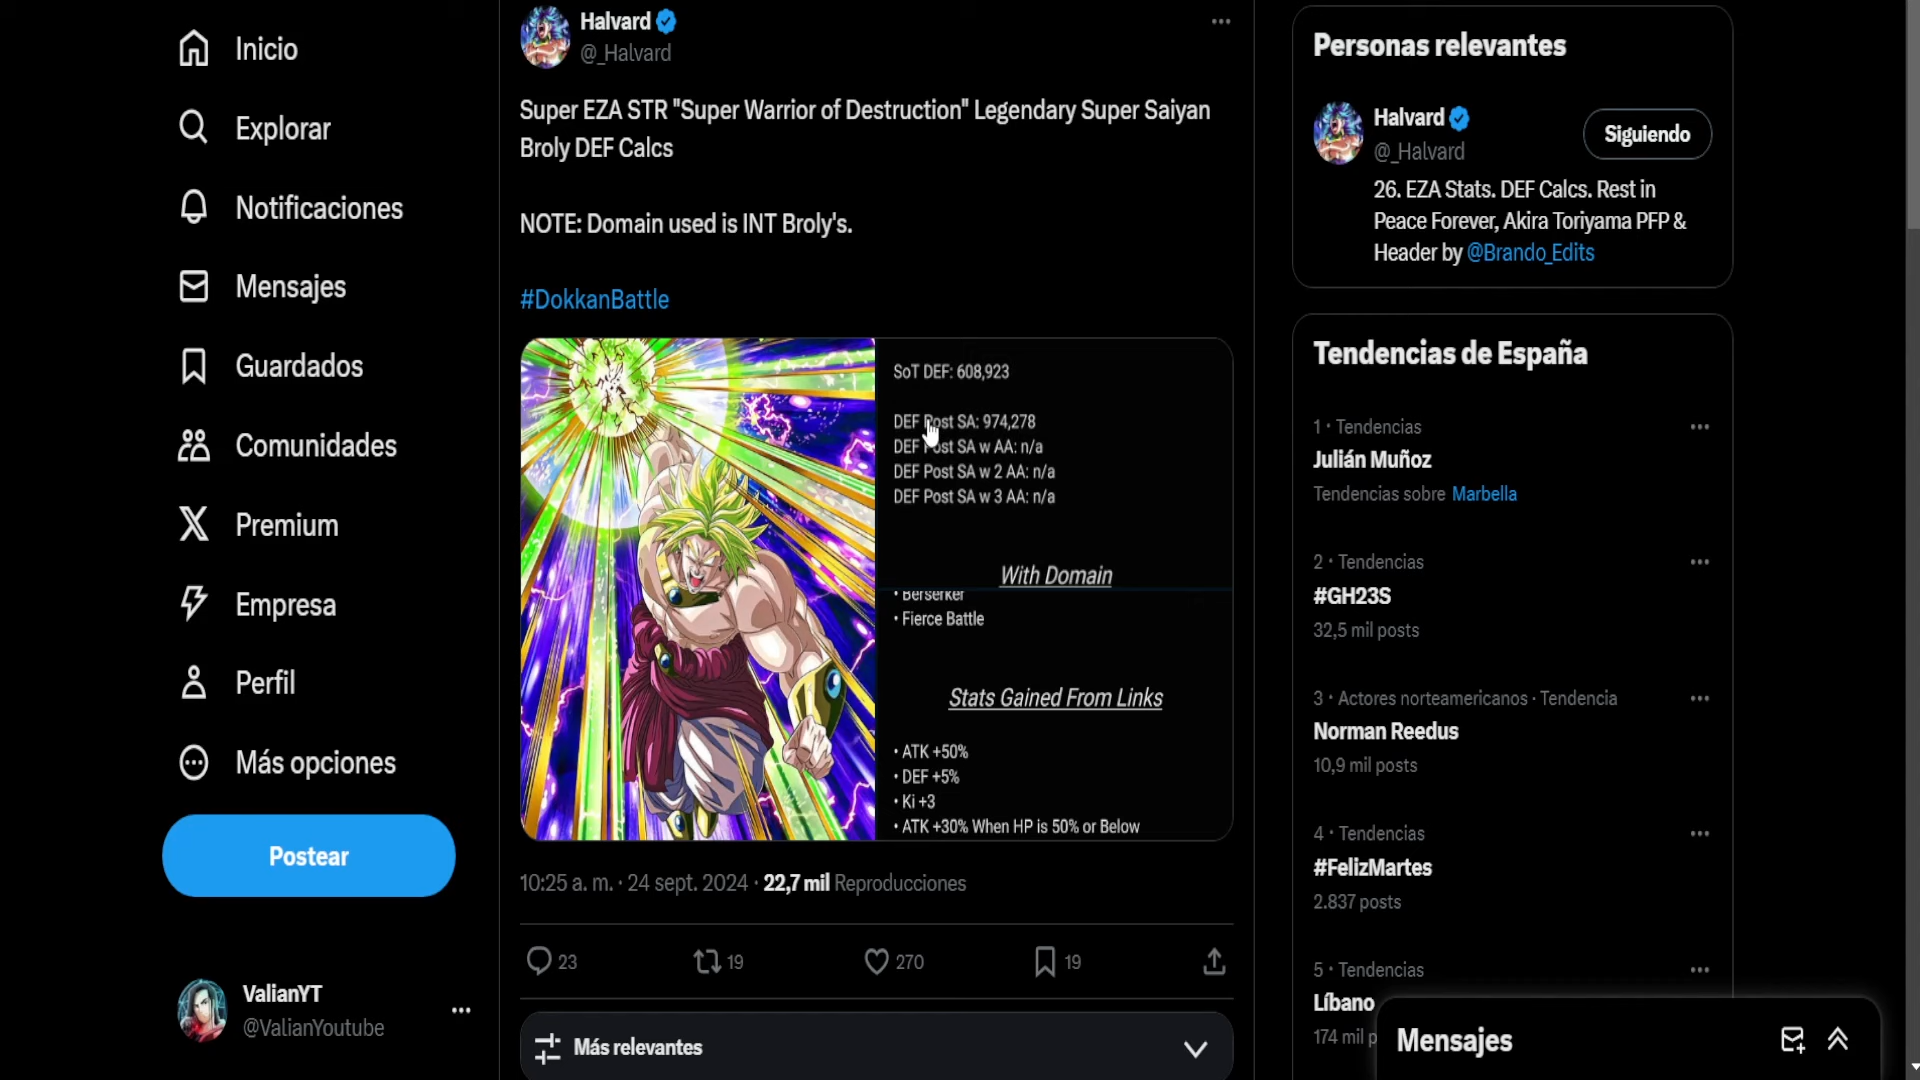 Inicio
Explorar
Notificaciones
Mensajes
Guardados
Comunidades
Premium
Empresa
Perfil
Más opciones
Postear
ValianYT
@ValianYoutube
Halvard
@_Halvard
Super EZA STR "Super Warrior of Destruction" Legendary Super Saiyan
Broly DEF Calcs
NOTE: Domain used is INT Broly's.
#DokkanBattle
SoT DEF: 608,923
DEF Post SA: 974,278
DEF Post SA w AA: n/a
DEF Post SA w 2 AA: n/a
DEF Post SA w 3 AA: n/a
With Domain
• Berserker
• Fierce Battle
Stats Gained From Links
• ATK +50%
• DEF +5%
• Ki +3
• ATK +30% When HP is 50% or Below
10:25 a. m. · 24 sept. 2024 · 22,7 mil Reproducciones
23 19 270 19
Más relevantes
Personas relevantes
Halvard
@_Halvard
Siguiendo
26. EZA Stats. DEF Calcs. Rest in
Peace Forever, Akira Toriyama PFP &
Header by @Brando_Edits
Tendencias de España
1 · Tendencias
Julián Muñoz
Tendencias sobre Marbella
2 · Tendencias
#GH23S
32,5 mil posts
3 · Actores norteamericanos · Tendencia
Norman Reedus
10,9 mil posts
4 · Tendencias
#FelizMartes
2.837 posts
5 · Tendencias
Líbano
174 mil p
Mensajes